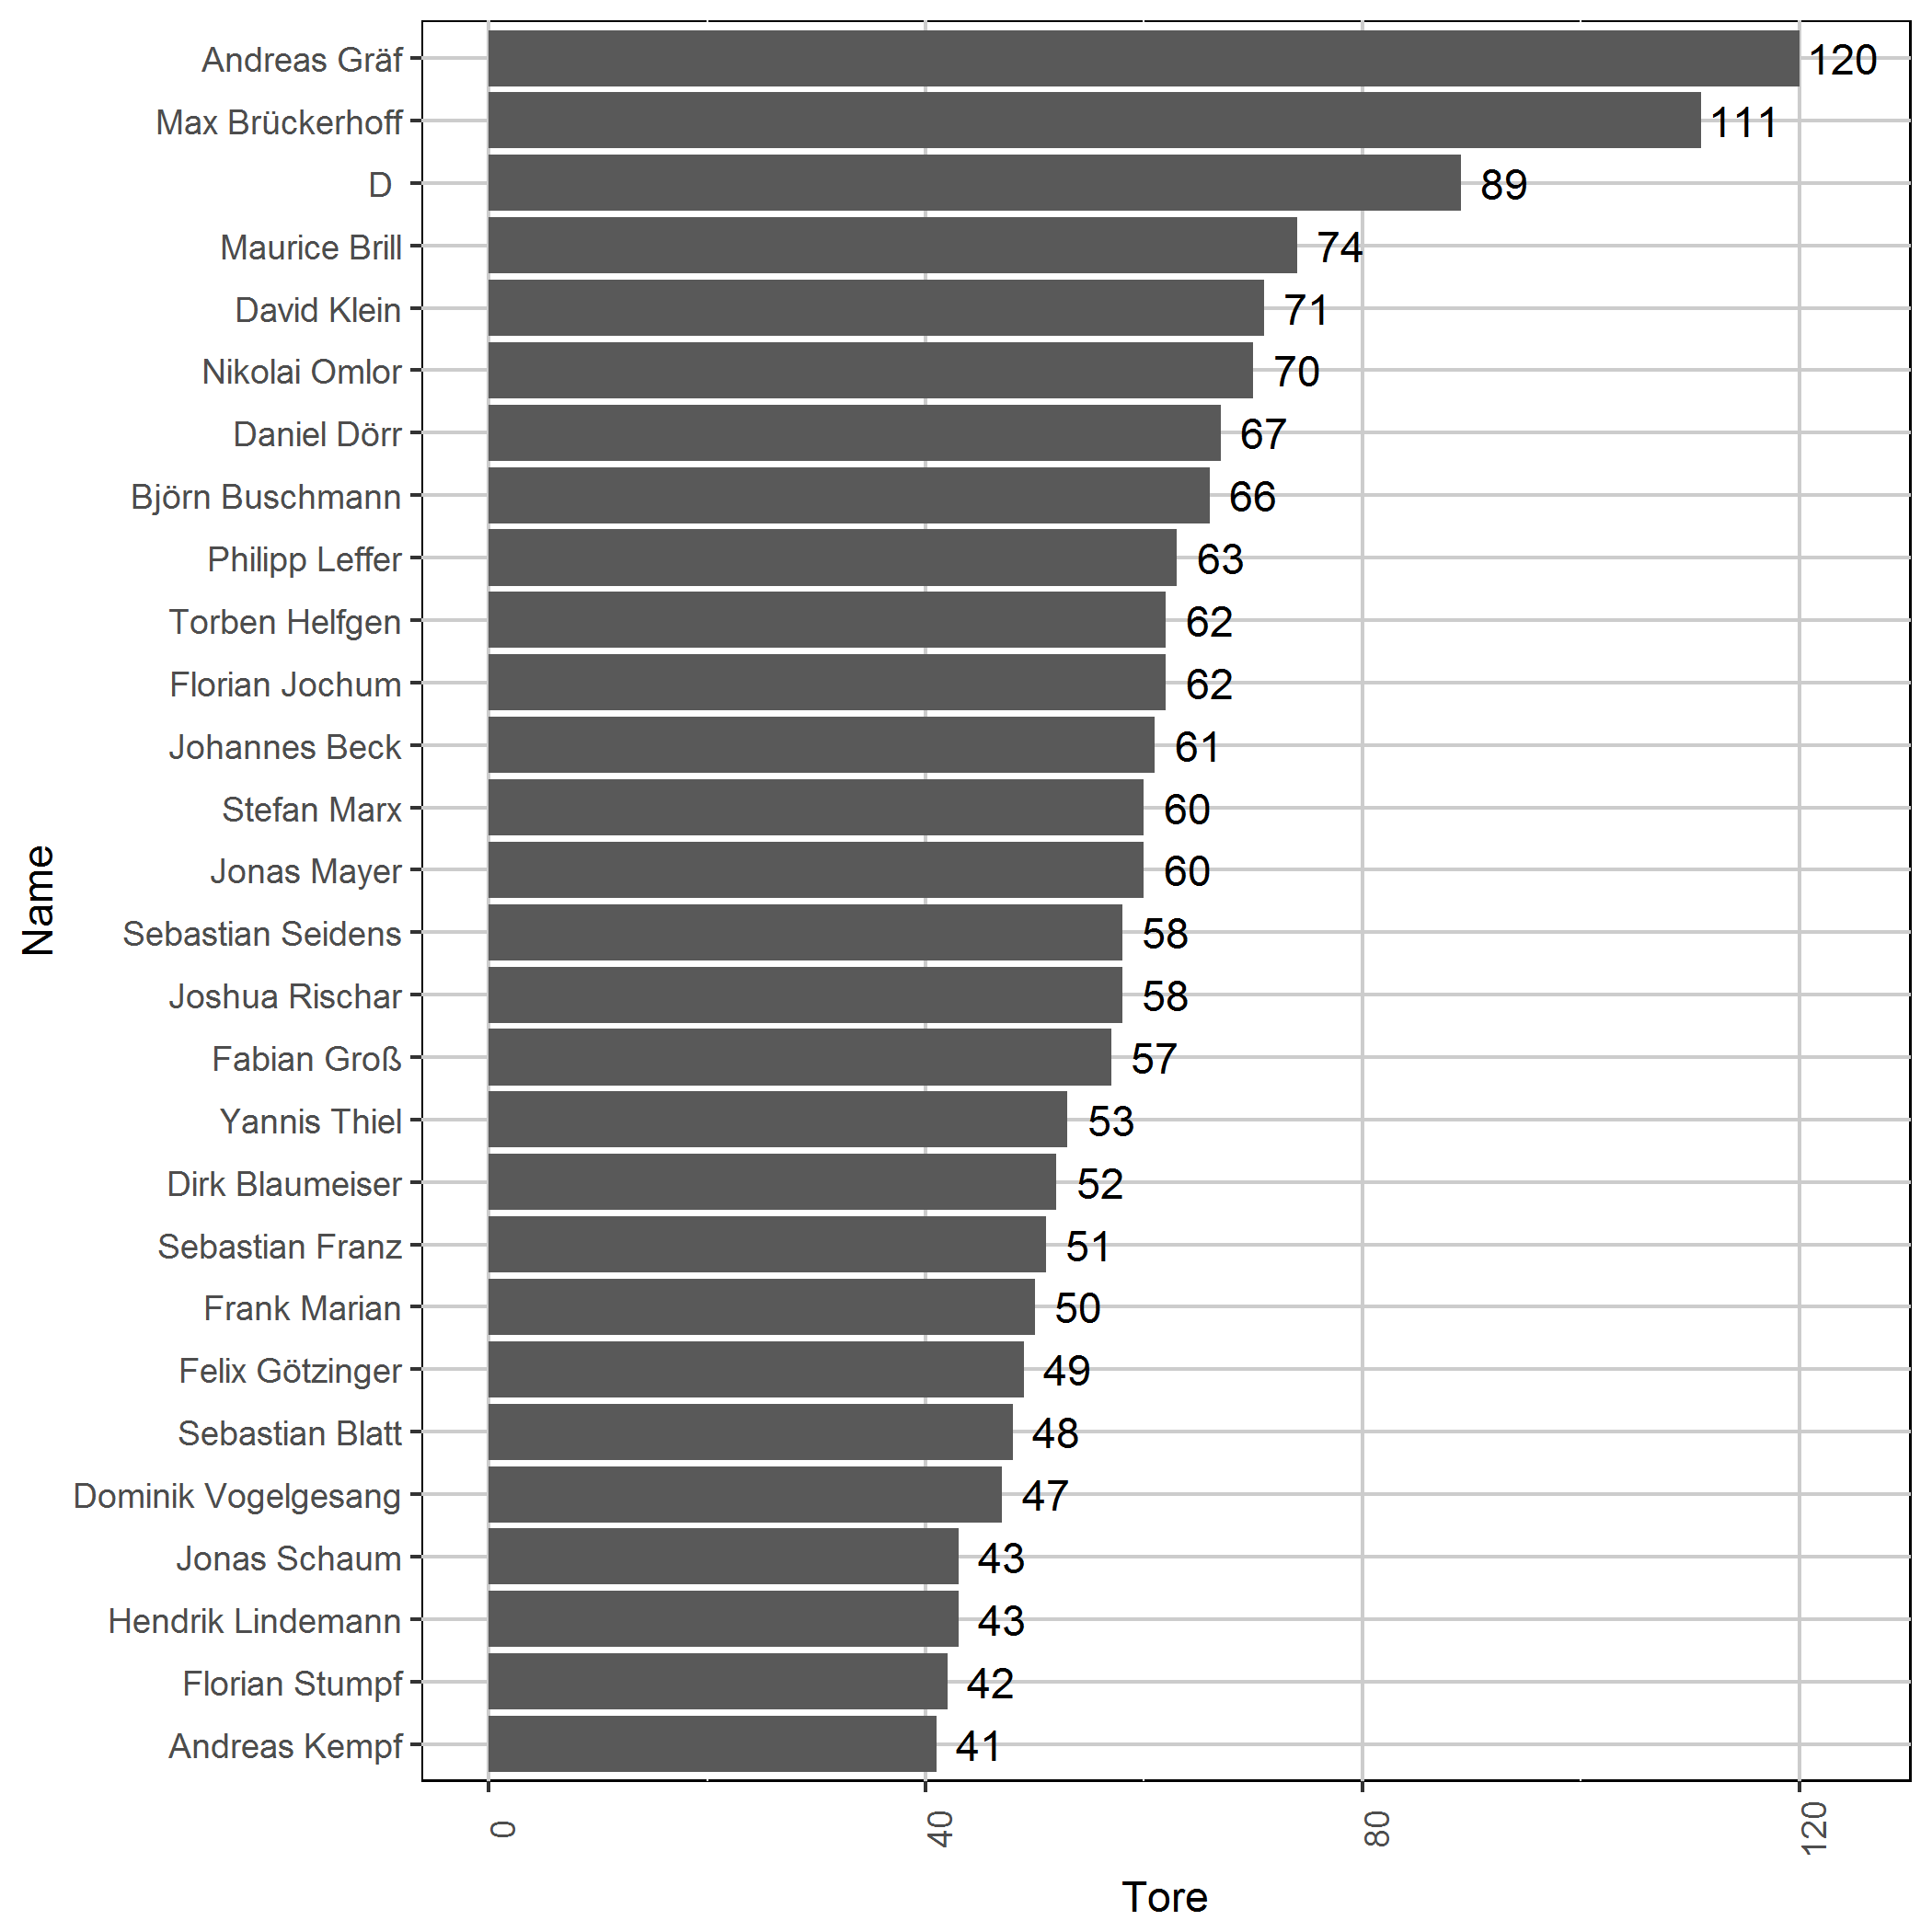 Andreas Gräf 120
Max Brückerhoff 111
D 89
Maurice Brill 74
David Klein 71
Nikolai Omlor 70
Daniel Dörr 67
Björn Buschmann 66
Philipp Leffer 63
Torben Helfgen 62
Florian Jochum 62
Johannes Beck 61
Stefan Marx 60
Jonas Mayer 60
Sebastian Seidens 58
Joshua Rischar 58
Fabian Groß 57
Yannis Thiel 53
Dirk Blaumeiser 52
Sebastian Franz 51
Frank Marian 50
Felix Götzinger 49
Sebastian Blatt 48
Dominik Vogelgesang 47
Jonas Schaum 43
Hendrik Lindemann 43
Florian Stumpf 42
Andreas Kempf 41
Name
0 40 80 120
Tore